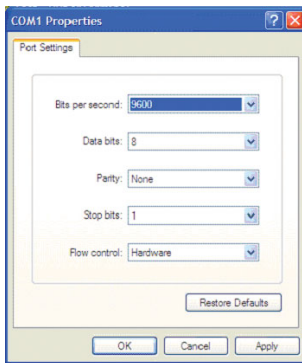 COM1 Properties
Port Settings
Bits per second: 9600
Data bits: 8
Parity: None
Stop bits: 1
Flow control: Hardware
Restore Defaults
OK Cancel Apply